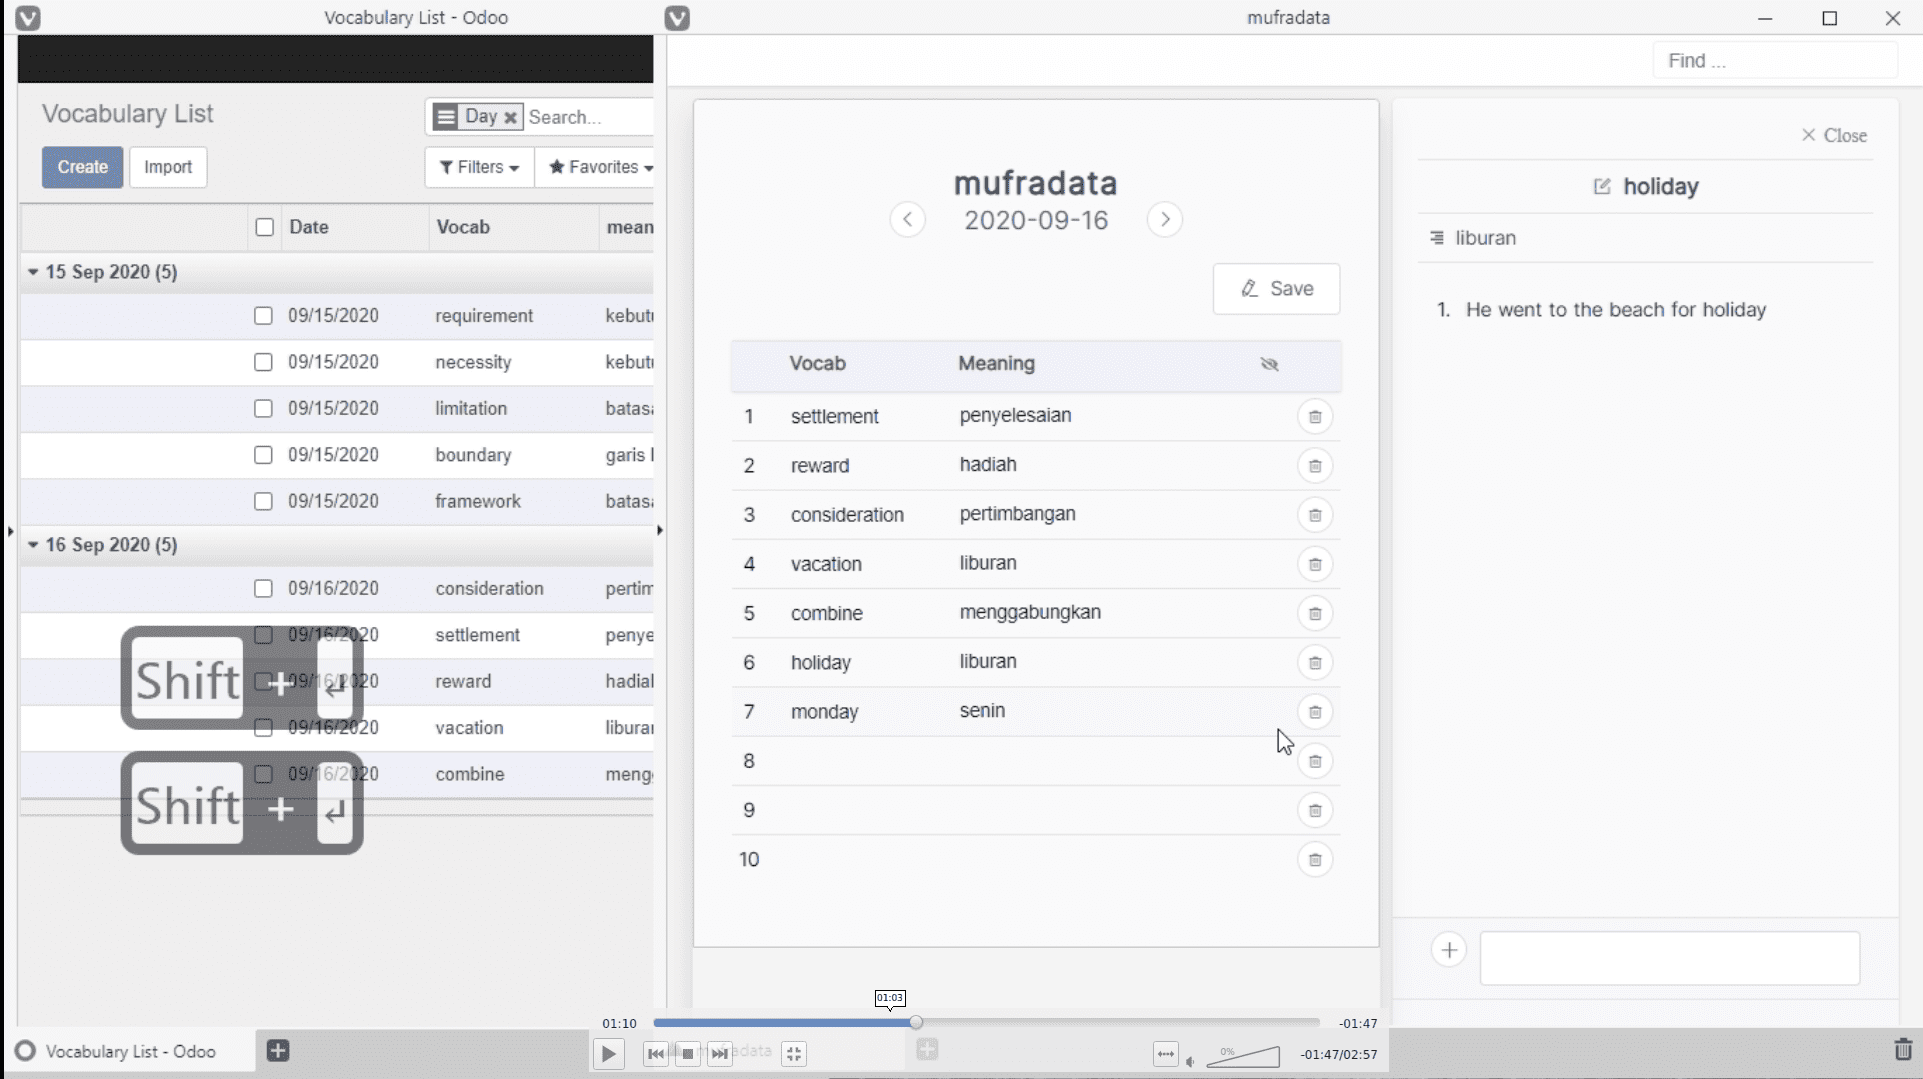 Vocabulary List - Odoo
Vocabulary List
Day Search...
Create Import
Filters Favorites
Date Vocab mean
15 Sep 2020 (5)
09/15/2020 requirement kebutu
09/15/2020 necessity kebutu
09/15/2020 limitation batasa
09/15/2020 boundary garis l
09/15/2020 framework batasa
16 Sep 2020 (5)
09/16/2020 consideration pertim
09/16/2020 settlement penye
09/16/2020 reward hadial
09/16/2020 vacation libura
09/16/2020 combine meng
Shift + ↵
Shift + ↵
Vocabulary List - Odoo
mufradata
Find ...
mufradata
2020-09-16
Save
Vocab Meaning
1 settlement penyelesaian
2 reward hadiah
3 consideration pertimbangan
4 vacation liburan
5 combine menggabungkan
6 holiday liburan
7 monday senin
8
9
10
Close
holiday
liburan
1. He went to the beach for holiday
01:03
01:10 -01:47
0% -01:47/02:57